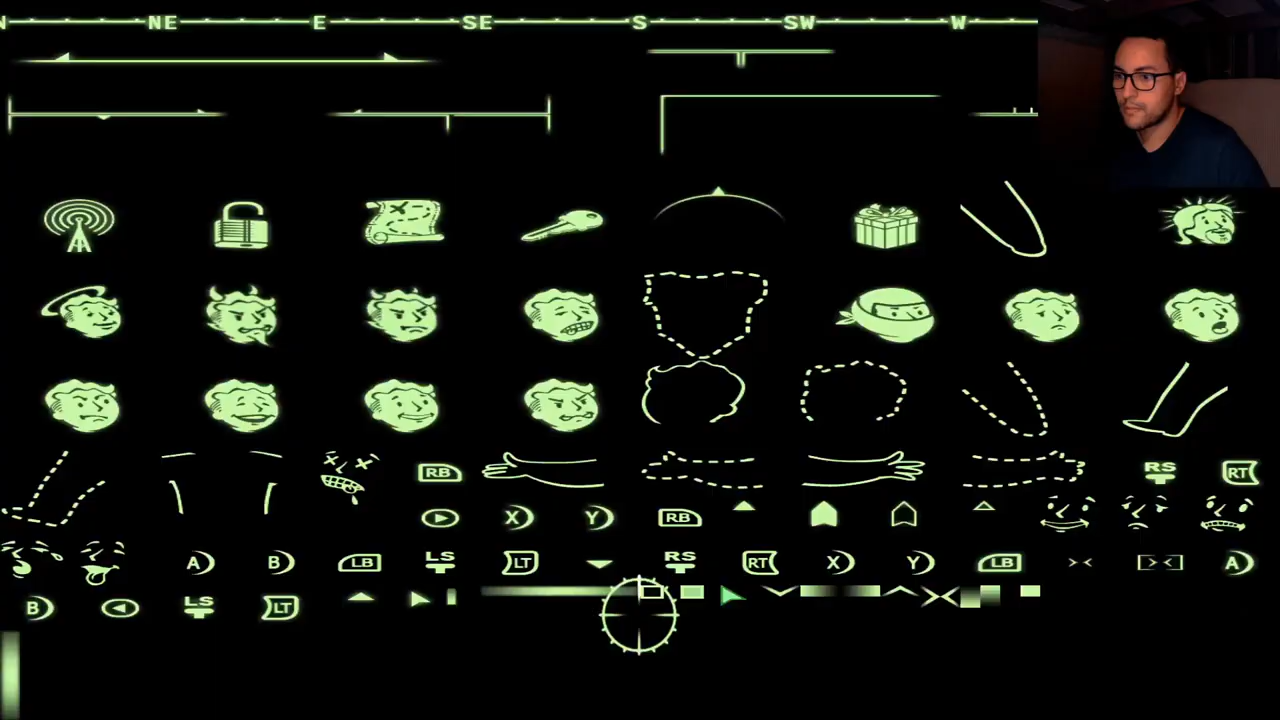 N NE E SE S SW W
RB RS RT
X Y RB
A B LB LS LT RS RT X Y LB A
B LS LT